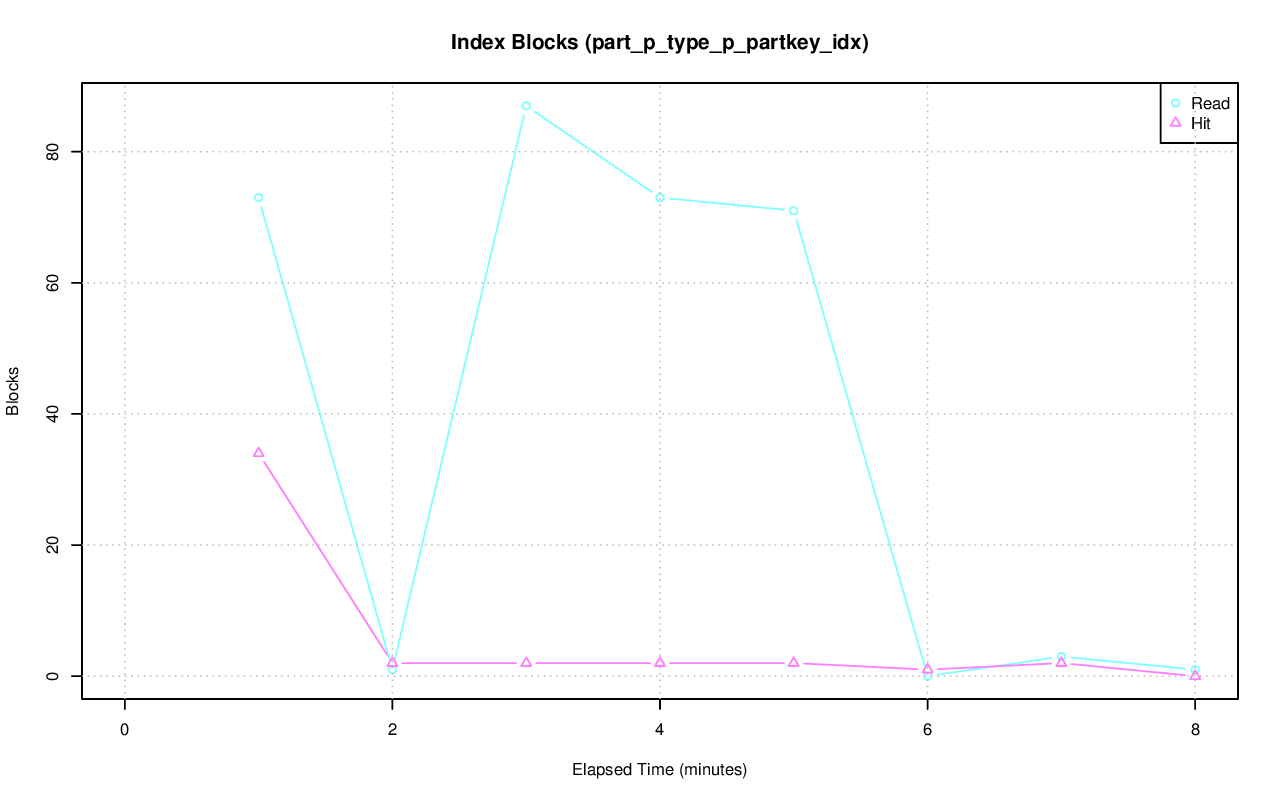 Index Blocks (part_p_type_p_partkey_idx)
Read
Hit
80
60
40
20
0
Blocks
0 2 4 6 8
Elapsed Time (minutes)